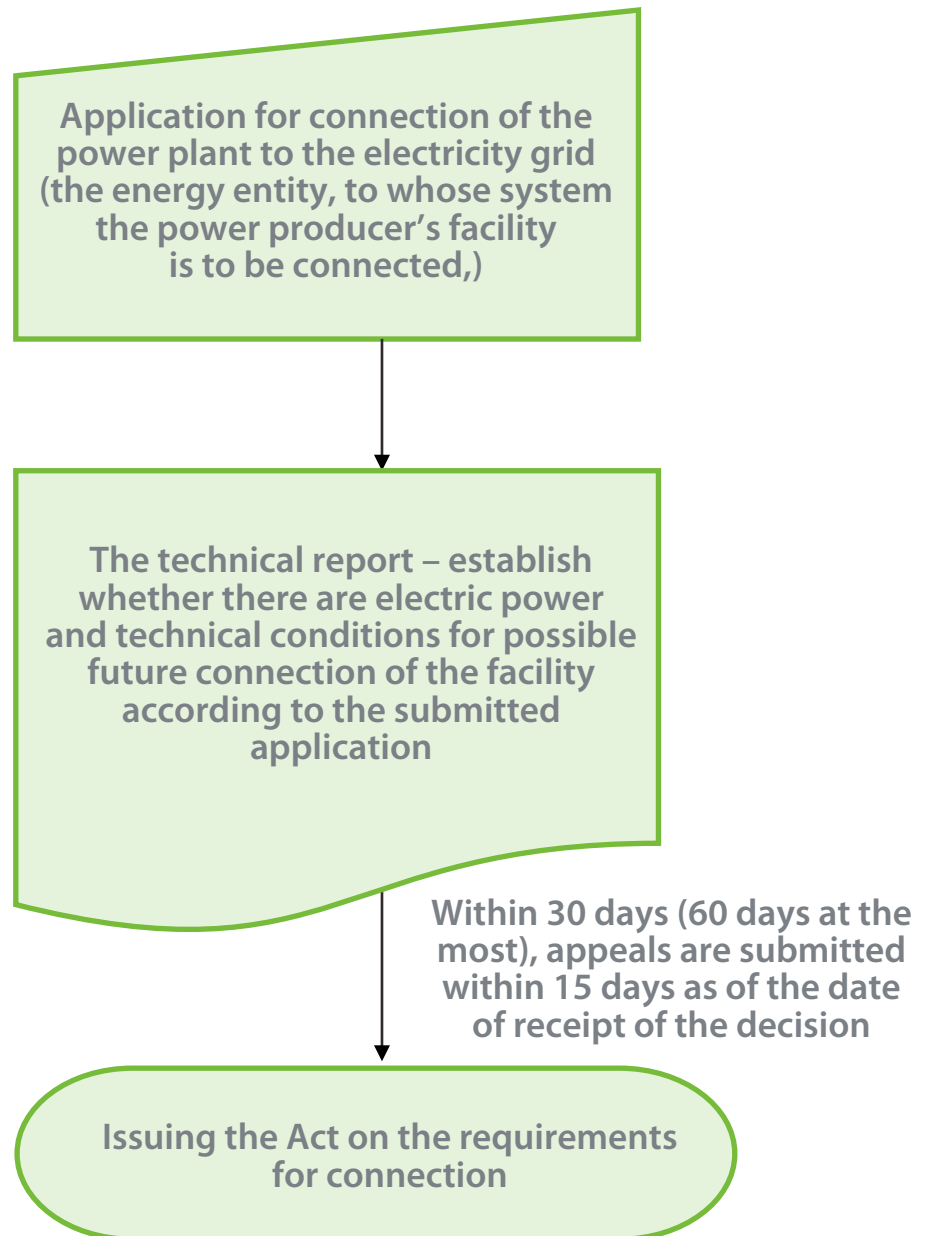 Application for connection of the
power plant to the electricity grid
(the energy entity, to whose system
the power producer’s facility
is to be connected,)
The technical report – establish
whether there are electric power
and technical conditions for possible
future connection of the facility
according to the submitted
application
Within 30 days (60 days at the
most), appeals are submitted
within 15 days as of the date
of receipt of the decision
Issuing the Act on the requirements
for connection